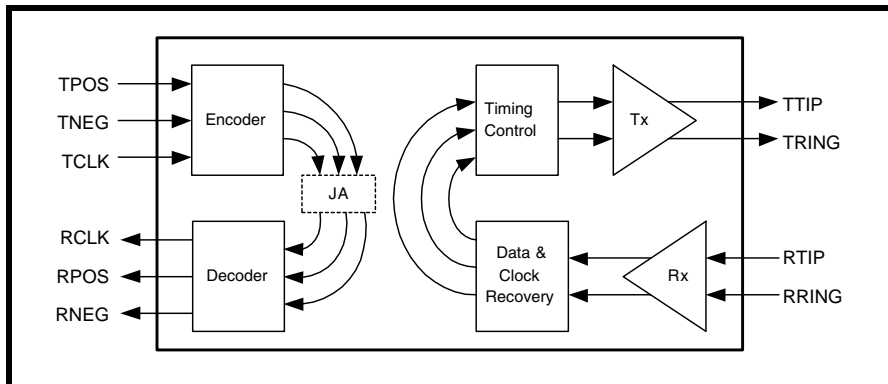 TPOS
TNEG
TCLK
Encoder
JA
RCLK
RPOS
RNEG
Decoder
Timing
Control
Tx
TTIP
TRING
Data &
Clock
Recovery
Rx
RTIP
RRING